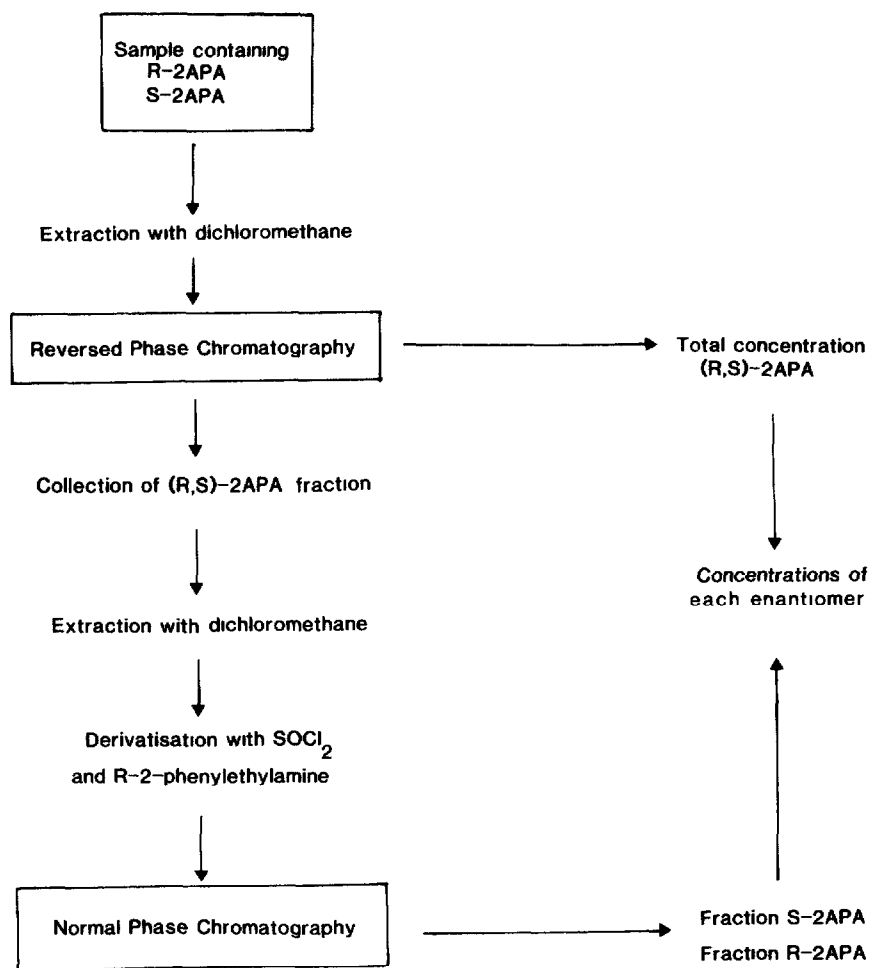 Sample containing
R-2APA
S-2APA
Extraction with dichloromethane
Reversed Phase Chromatography
Total concentration
(R,S)-2APA
Collection of (R,S)-2APA fraction
Concentrations of
each enantiomer
Extraction with dichloromethane
Derivatisation with SOCl2
and R-2-phenylethylamine
Normal Phase Chromatography
Fraction S-2APA
Fraction R-2APA